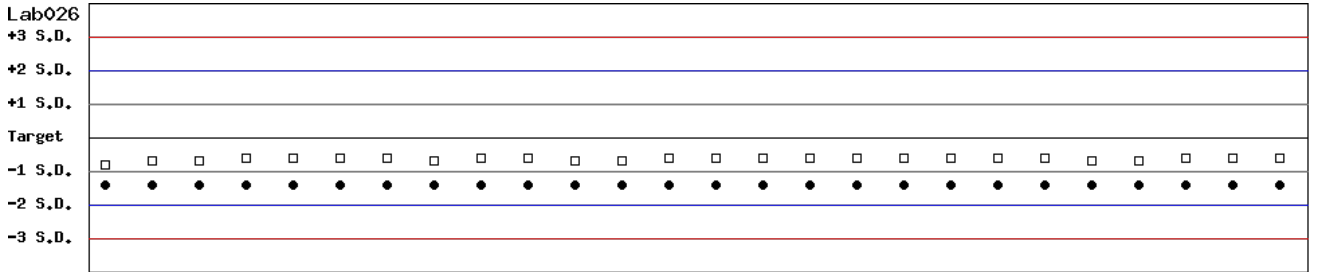 Lab026
+3 S.D.
+2 S.D.
+1 S.D.
Target
-1 S.D.
-2 S.D.
-3 S.D.